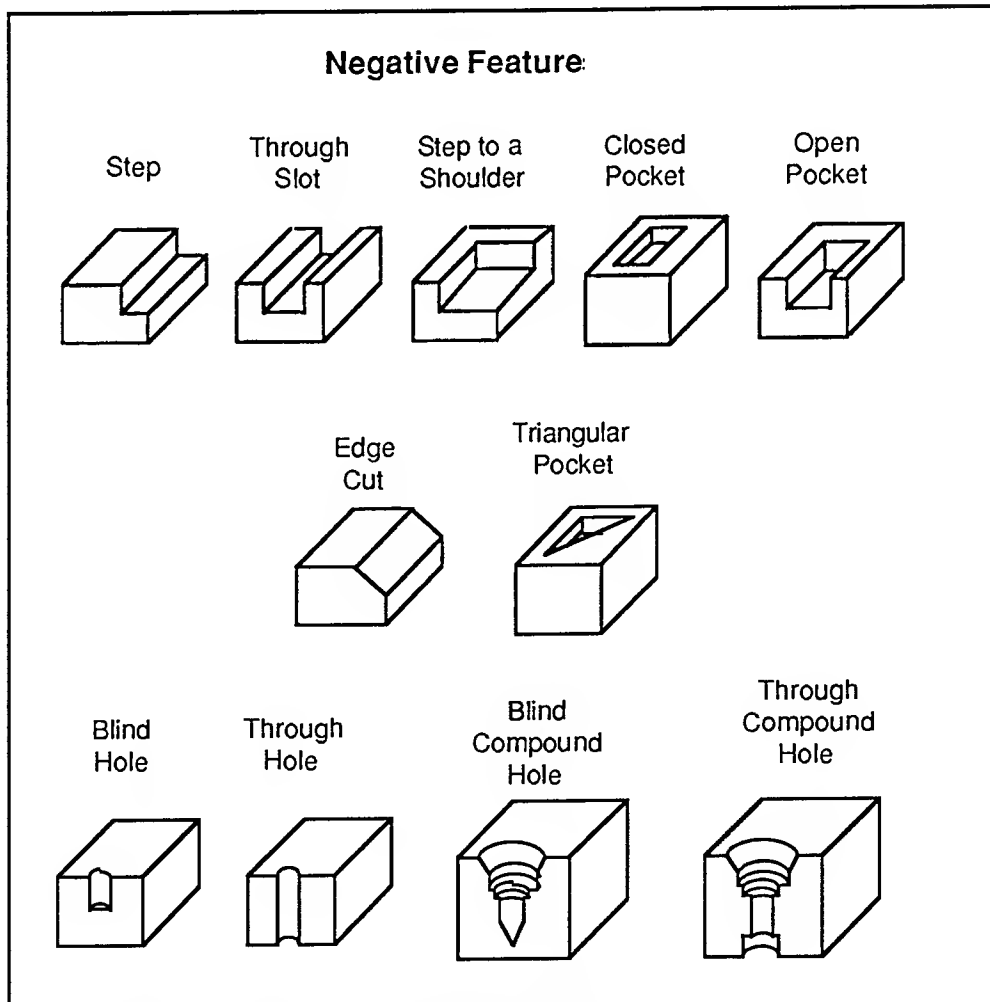 Negative Feature:
Step
Through
Slot
Step to a
Shoulder
Closed
Pocket
Open
Pocket
Edge
Cut
Triangular
Pocket
Blind
Hole
Through
Hole
Blind
Compound
Hole
Through
Compound
Hole